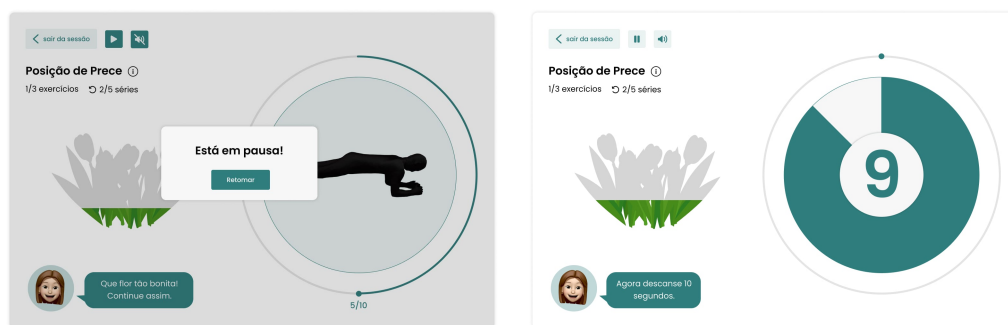 sair da sessão
Posição de Prece
1/3 exercícios 2/5 séries
Está em pausa!
Retomar
Que flor tão bonita!
Continue assim.
5/10
sair da sessão
Posição de Prece
1/3 exercícios 2/5 séries
9
Agora descanse 10
segundos.